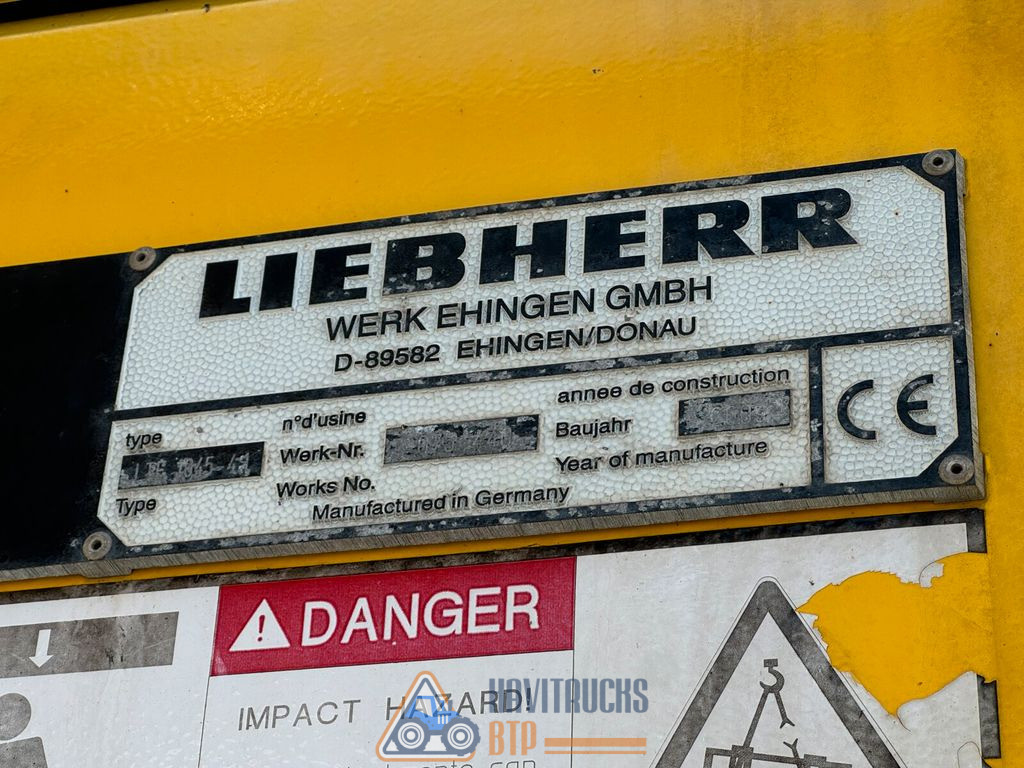 LIEBHERR
WERK EHINGEN GMBH
D-89582 EHINGEN/DONAU
type
Type
n°d'usine
Werk-Nr.
Works No.
annee de construction
Baujahr
Year of manufacture
Manufactured in Germany
CE
DANGER
IMPACT HAZARD!
HDVITRUCKS
BTP